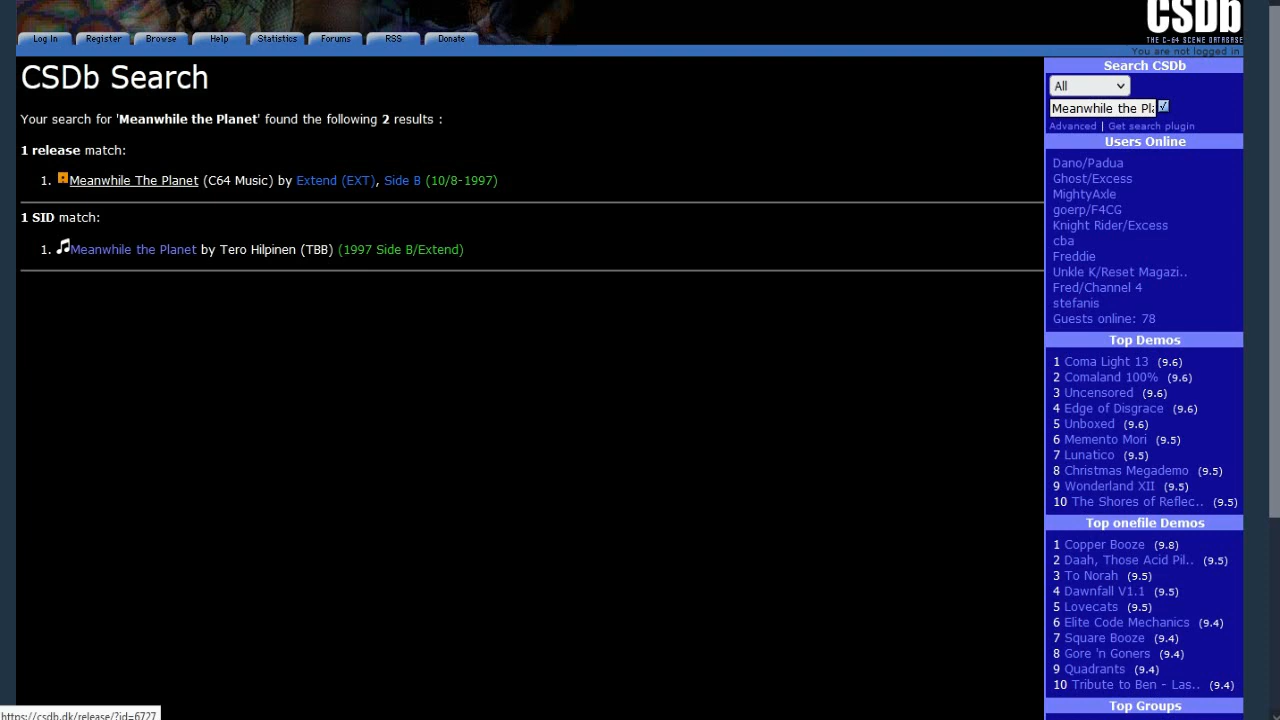 CSDb
THE C-64 SCENE DATABASE
Log In Register Browse Help Statistics Forums RSS Donate
You are not logged in
CSDb Search
Your search for 'Meanwhile the Planet' found the following 2 results :
1 release match:
1. Meanwhile The Planet (C64 Music) by Extend (EXT), Side B (10/8-1997)
1 SID match:
1. Meanwhile the Planet by Tero Hilpinen (TBB) (1997 Side B/Extend)
Search CSDb
All
Meanwhile the Pla
Advanced | Get search plugin
Users Online
Dano/Padua
Ghost/Excess
MightyAxle
goerp/F4CG
Knight Rider/Excess
cba
Freddie
Unkle K/Reset Magazi..
Fred/Channel 4
stefanis
Guests online: 78
Top Demos
1 Coma Light 13 (9.6)
2 Comaland 100% (9.6)
3 Uncensored (9.6)
4 Edge of Disgrace (9.6)
5 Unboxed (9.6)
6 Memento Mori (9.5)
7 Lunatico (9.5)
8 Christmas Megademo (9.5)
9 Wonderland XII (9.5)
10 The Shores of Reflec.. (9.5)
Top onefile Demos
1 Copper Booze (9.8)
2 Daah, Those Acid Pil.. (9.5)
3 To Norah (9.5)
4 Dawnfall V1.1 (9.5)
5 Lovecats (9.5)
6 Elite Code Mechanics (9.4)
7 Square Booze (9.4)
8 Gore 'n Goners (9.4)
9 Quadrants (9.4)
10 Tribute to Ben - Las.. (9.4)
Top Groups
https://csdb.dk/release/?id=6727